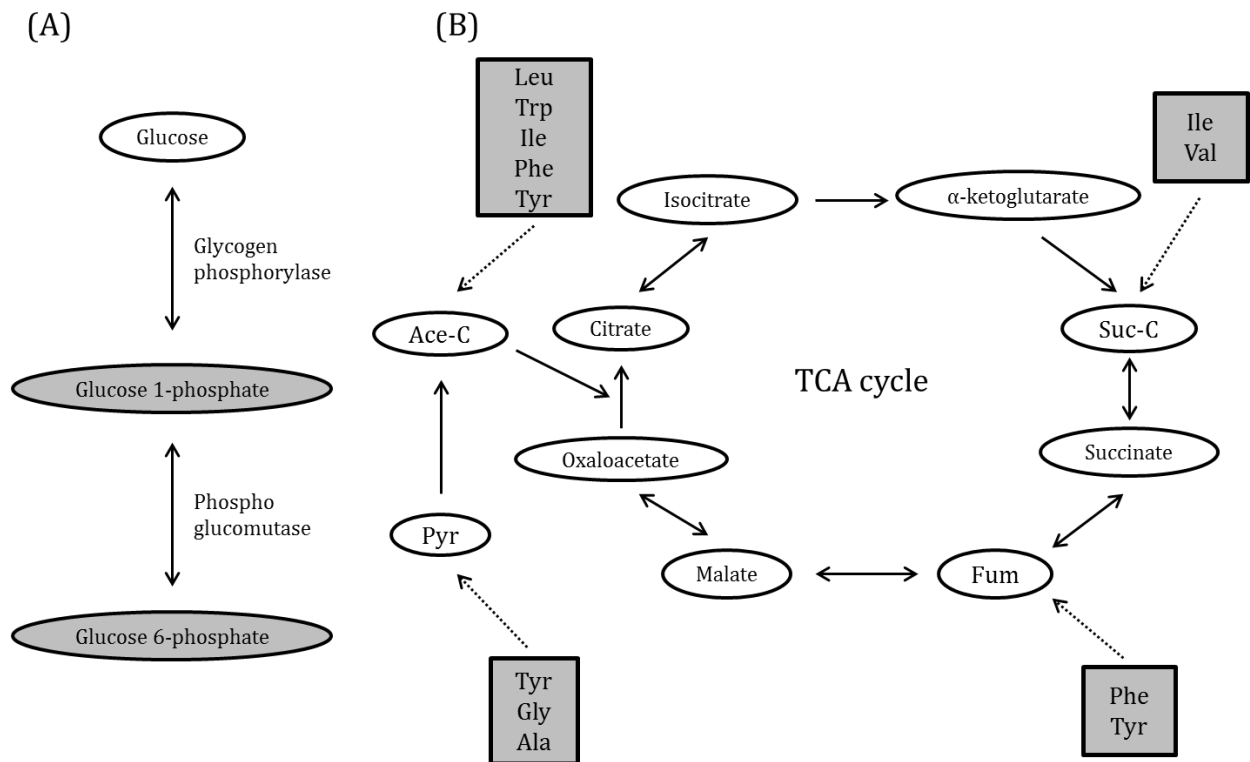 (A)
Glucose
Glycogen
phosphorylase
Glucose 1-phosphate
Phospho
glucomutase
Glucose 6-phosphate
(B)
Leu
Trp
Ile
Phe
Tyr
Ile
Val
Isocitrate
α-ketoglutarate
Ace-C
Citrate
Suc-C
TCA cycle
Oxaloacetate
Succinate
Pyr
Malate
Fum
Tyr
Gly
Ala
Phe
Tyr